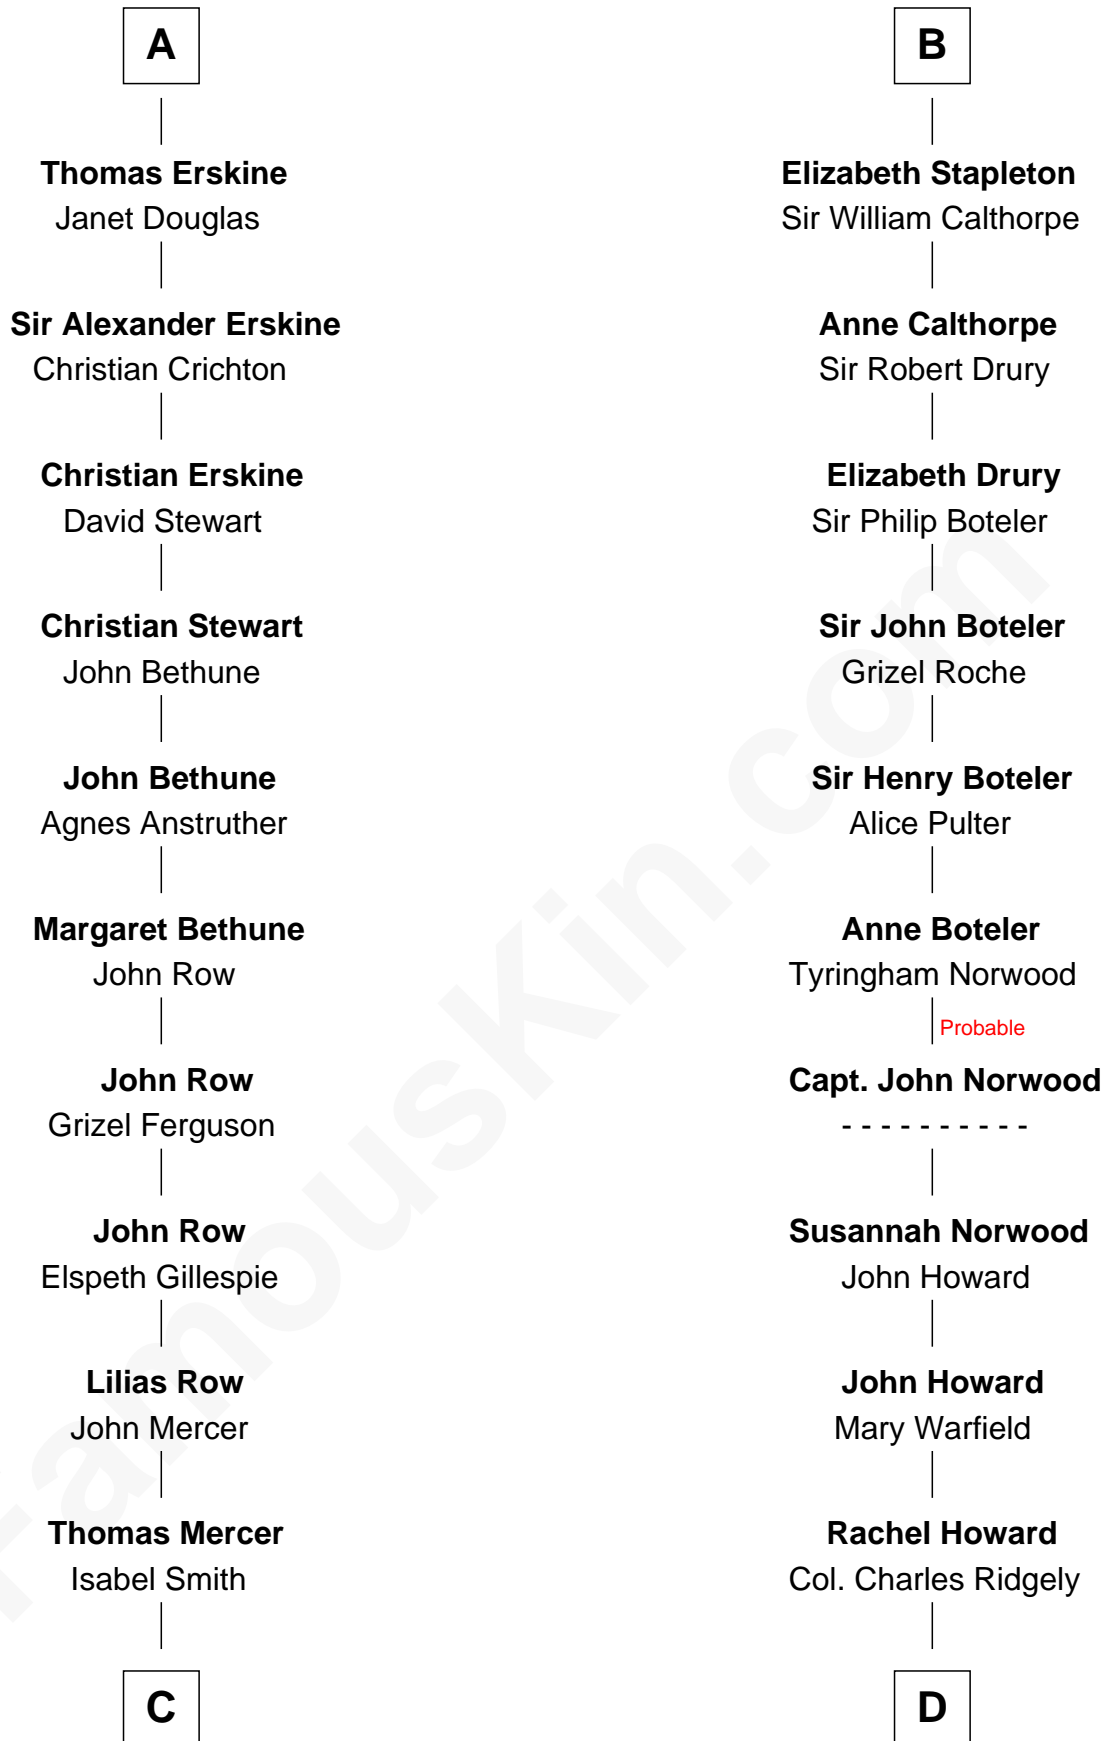 A
Thomas Erskine
Janet Douglas
Sir Alexander Erskine
Christian Crichton
Christian Erskine
David Stewart
Christian Stewart
John Bethune
John Bethune
Agnes Anstruther
Margaret Bethune
John Row
John Row
Grizel Ferguson
John Row
Elspeth Gillespie
Lilias Row
John Mercer
Thomas Mercer
Isabel Smith
C
B
Elizabeth Stapleton
Sir William Calthorpe
Anne Calthorpe
Sir Robert Drury
Elizabeth Drury
Sir Philip Boteler
Sir John Boteler
Grizel Roche
Sir Henry Boteler
Alice Pulter
Anne Boteler
Tyringham Norwood
Probable
Capt. John Norwood
- - - - - - - - - -
Susannah Norwood
John Howard
John Howard
Mary Warfield
Rachel Howard
Col. Charles Ridgely
D
FamousKin.com